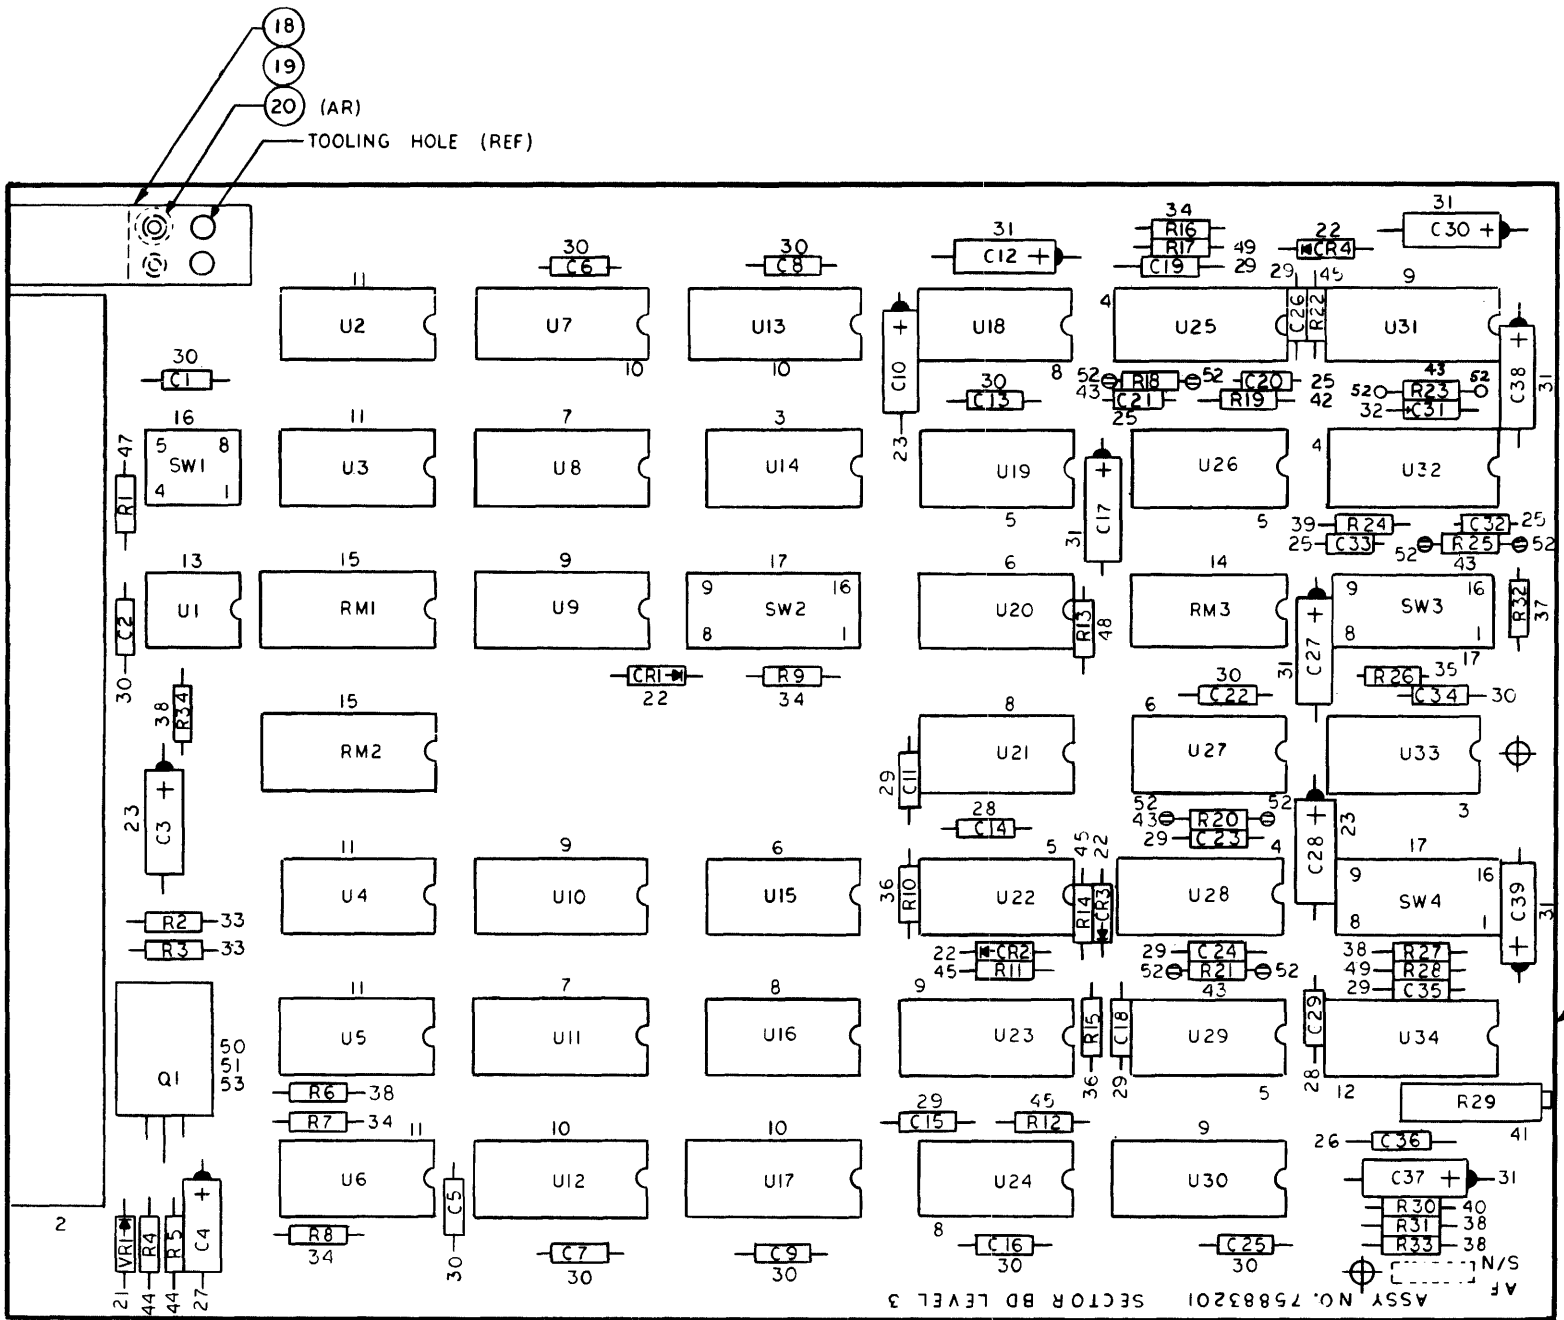 18
19
20 (AR)
TOOLING HOLE (REF)
31
34
R16
R17 49
C19 29
22
CR4
31
C30 +
30
C6
30
C8
31
C12 +
29
45
C26
R22
11
U2
U7
10
U13
10
+
C10
23
U18
8
4
U25
9
U31
+
C38
31
30
C1
30
C13
52 R18 52
43 C21
25
C20 25
R19 42
43
52 R23 52
32 C31
47
R1
16
5 8
SW1
4 1
11
U3
7
U8
3
U14
U19
5
+
C17
31
U26
5
4
U32
39 R24
25 C33
C32 25
52 R25 52
43
13
U1
C2
30
15
RM1
9
U9
17
9 16
SW2
8 1
6
U20
R13
48
14
RM3
+
C27
31
9 16
SW3
8 1
17
R32
37
CR1
22
R9
34
30
C22
R26 35
C34 30
38
R34
15
RM2
8
U21
29
C11
6
U27
U33
3
23
+
C3
28
C14
52 52
43 R20
29 C23
+
C28
23
11
U4
9
U10
6
U15
36
R10
5
U22
45
R14
22
CR3
4
U28
17
9 16
SW4
8 1
C39
+
31
R2 33
R3 33
22 CR2
45 R11
29 C24
52 R21 52
43
38 R27
49 R28
29 C35
Q1
50
51
53
11
U5
7
U11
8
U16
9
U23
R15
36
C18
29
U29
5
C29
28
U34
12
R6 38
R7 34
29
C15
45
R12
R29
41
11
U6
C5
30
10
U12
10
U17
U24
8
9
U30
26 C36
C37 + 31
R30 40
R31 38
R33 38
2
VR1
21
R4
44
R5
44
+
C4
27
R8
34
C7
30
C9
30
C16
30
C25
30
S/N
AF
ASSY NO. 75883201 SECTOR BD LEVEL 3